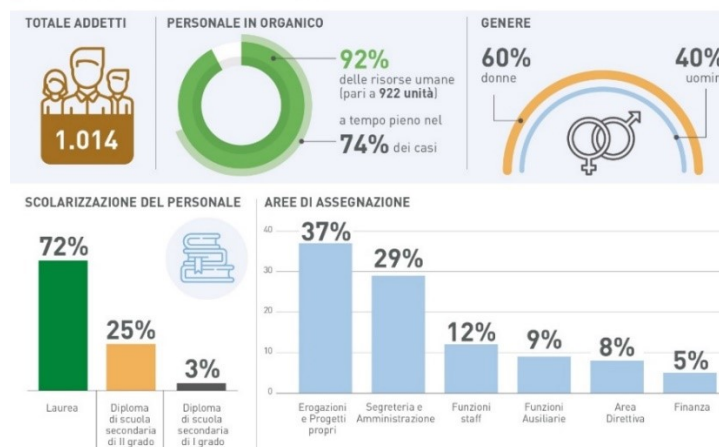 TOTALE ADDETTI
1.014
PERSONALE IN ORGANICO
92%
delle risorse umane
(pari a 922 unità)
a tempo pieno nel
74% dei casi
GENERE
60%
donne
40%
uomini
SCOLARIZZAZIONE DEL PERSONALE
72%
25%
3%
Laurea
Diploma
di scuola
secondaria
di II grado
Diploma
di scuola
secondaria
di I grado
AREE DI ASSEGNAZIONE
40
30
20
10
0
37%
29%
12%
9%
8%
5%
Erogazioni
e Progetti
propri
Segreteria e
Amministrazione
Funzioni
staff
Funzioni
Ausiliarie
Area
Direttiva
Finanza